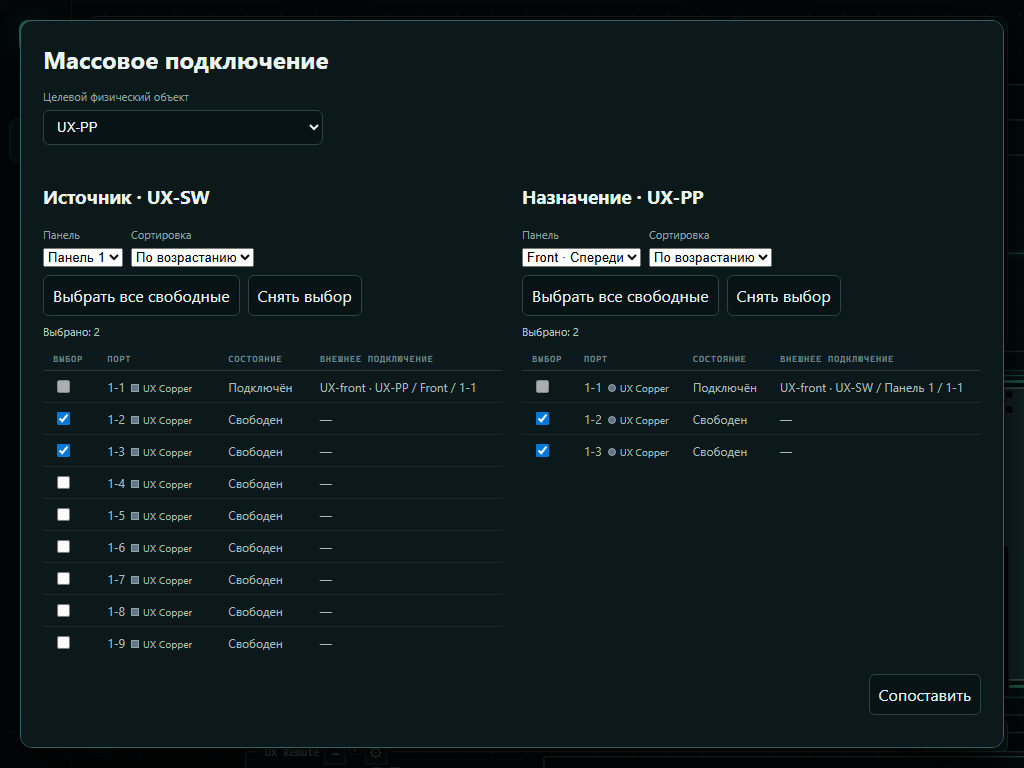 Массовое подключение
Целевой физический объект
UX-PP
Источник · UX-SW
Панель Сортировка
Панель 1 По возрастанию
Выбрать все свободные Снять выбор
Выбрано: 2
ВЫБОР ПОРТ СОСТОЯНИЕ ВНЕШНЕЕ ПОДКЛЮЧЕНИЕ
1-1 UX Copper Подключён UX-front · UX-PP / Front / 1-1
1-2 UX Copper Свободен —
1-3 UX Copper Свободен —
1-4 UX Copper Свободен —
1-5 UX Copper Свободен —
1-6 UX Copper Свободен —
1-7 UX Copper Свободен —
1-8 UX Copper Свободен —
1-9 UX Copper Свободен —
Назначение · UX-PP
Панель Сортировка
Front · Спереди По возрастанию
Выбрать все свободные Снять выбор
Выбрано: 2
ВЫБОР ПОРТ СОСТОЯНИЕ ВНЕШНЕЕ ПОДКЛЮЧЕНИЕ
1-1 UX Copper Подключён UX-front · UX-SW / Панель 1 / 1-1
1-2 UX Copper Свободен —
1-3 UX Copper Свободен —
Сопоставить
UX Remote